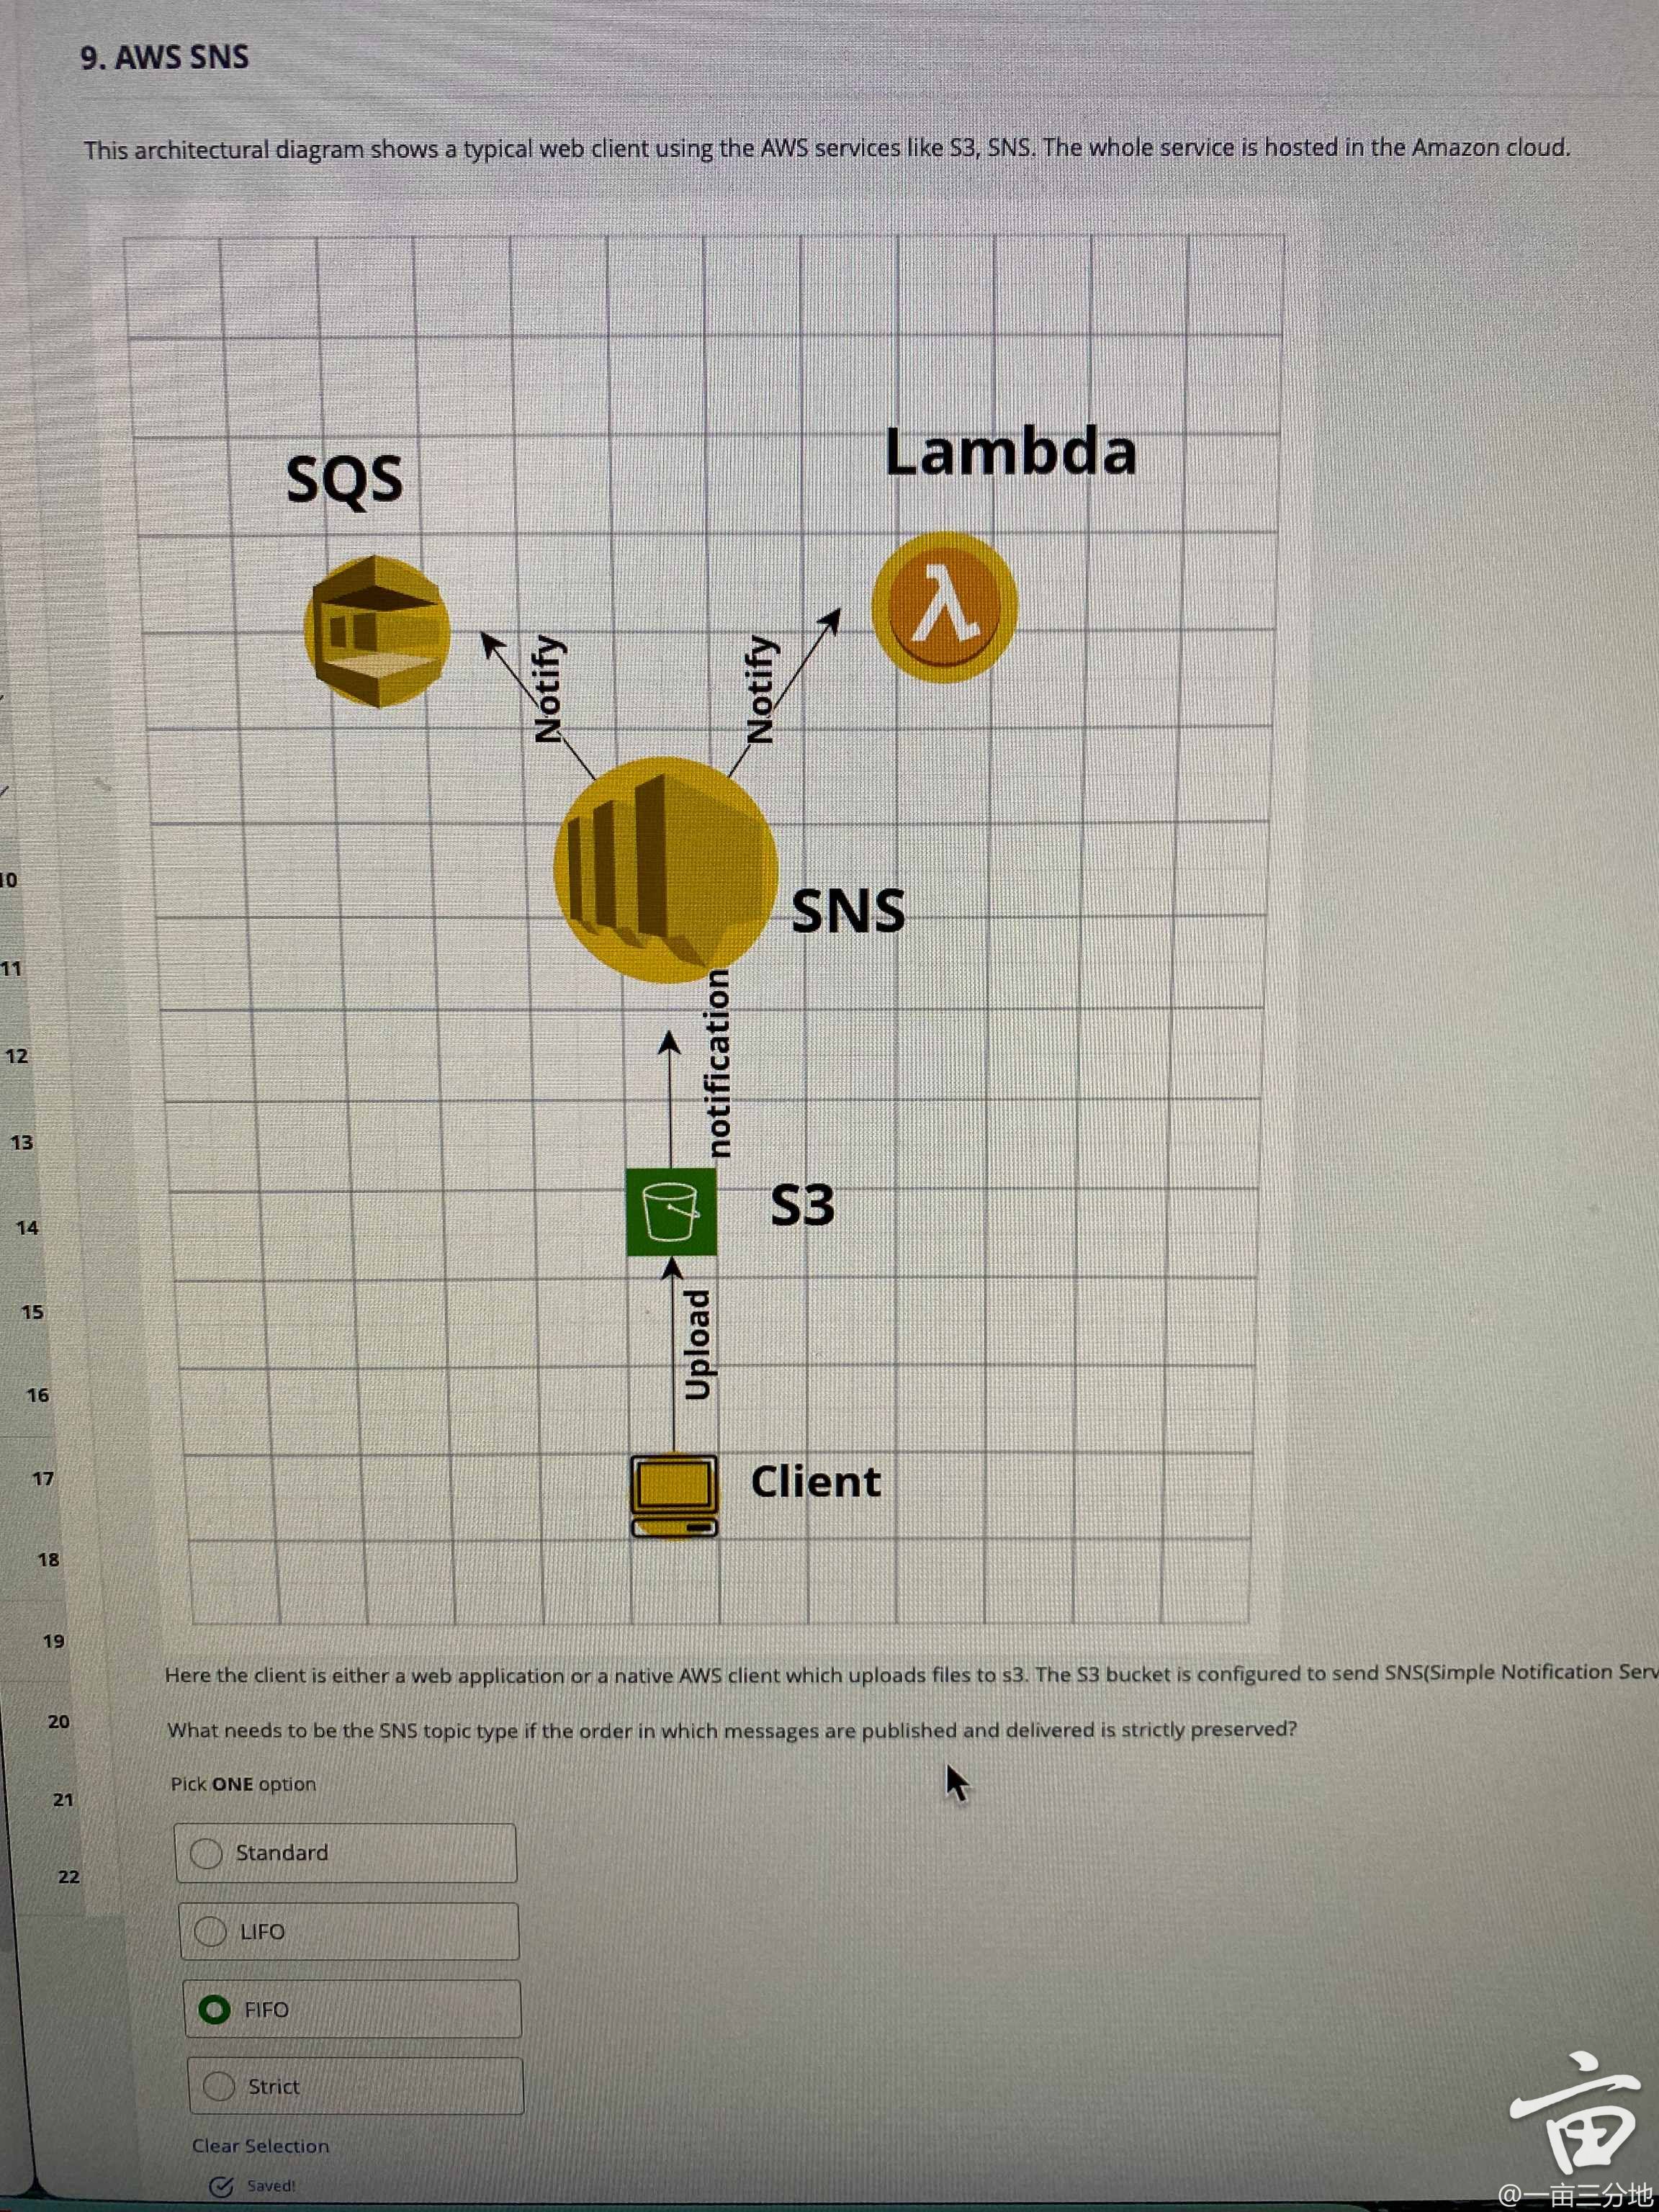 9. AWS SNS
This architectural diagram shows a typical web client using the AWS services like S3, SNS. The whole service is hosted in the Amazon cloud.
SQS
Lambda
Notify
Notify
SNS
notification
S3
Upload
Client
10
11
12
13
14
15
16
17
18
19
20
21
22
Here the client is either a web application or a native AWS client which uploads files to s3. The S3 bucket is configured to send SNS(Simple Notification Serv
What needs to be the SNS topic type if the order in which messages are published and delivered is strictly preserved?
Pick ONE option
Standard
LIFO
FIFO
Strict
Clear Selection
Saved!
亩
@一亩三分地